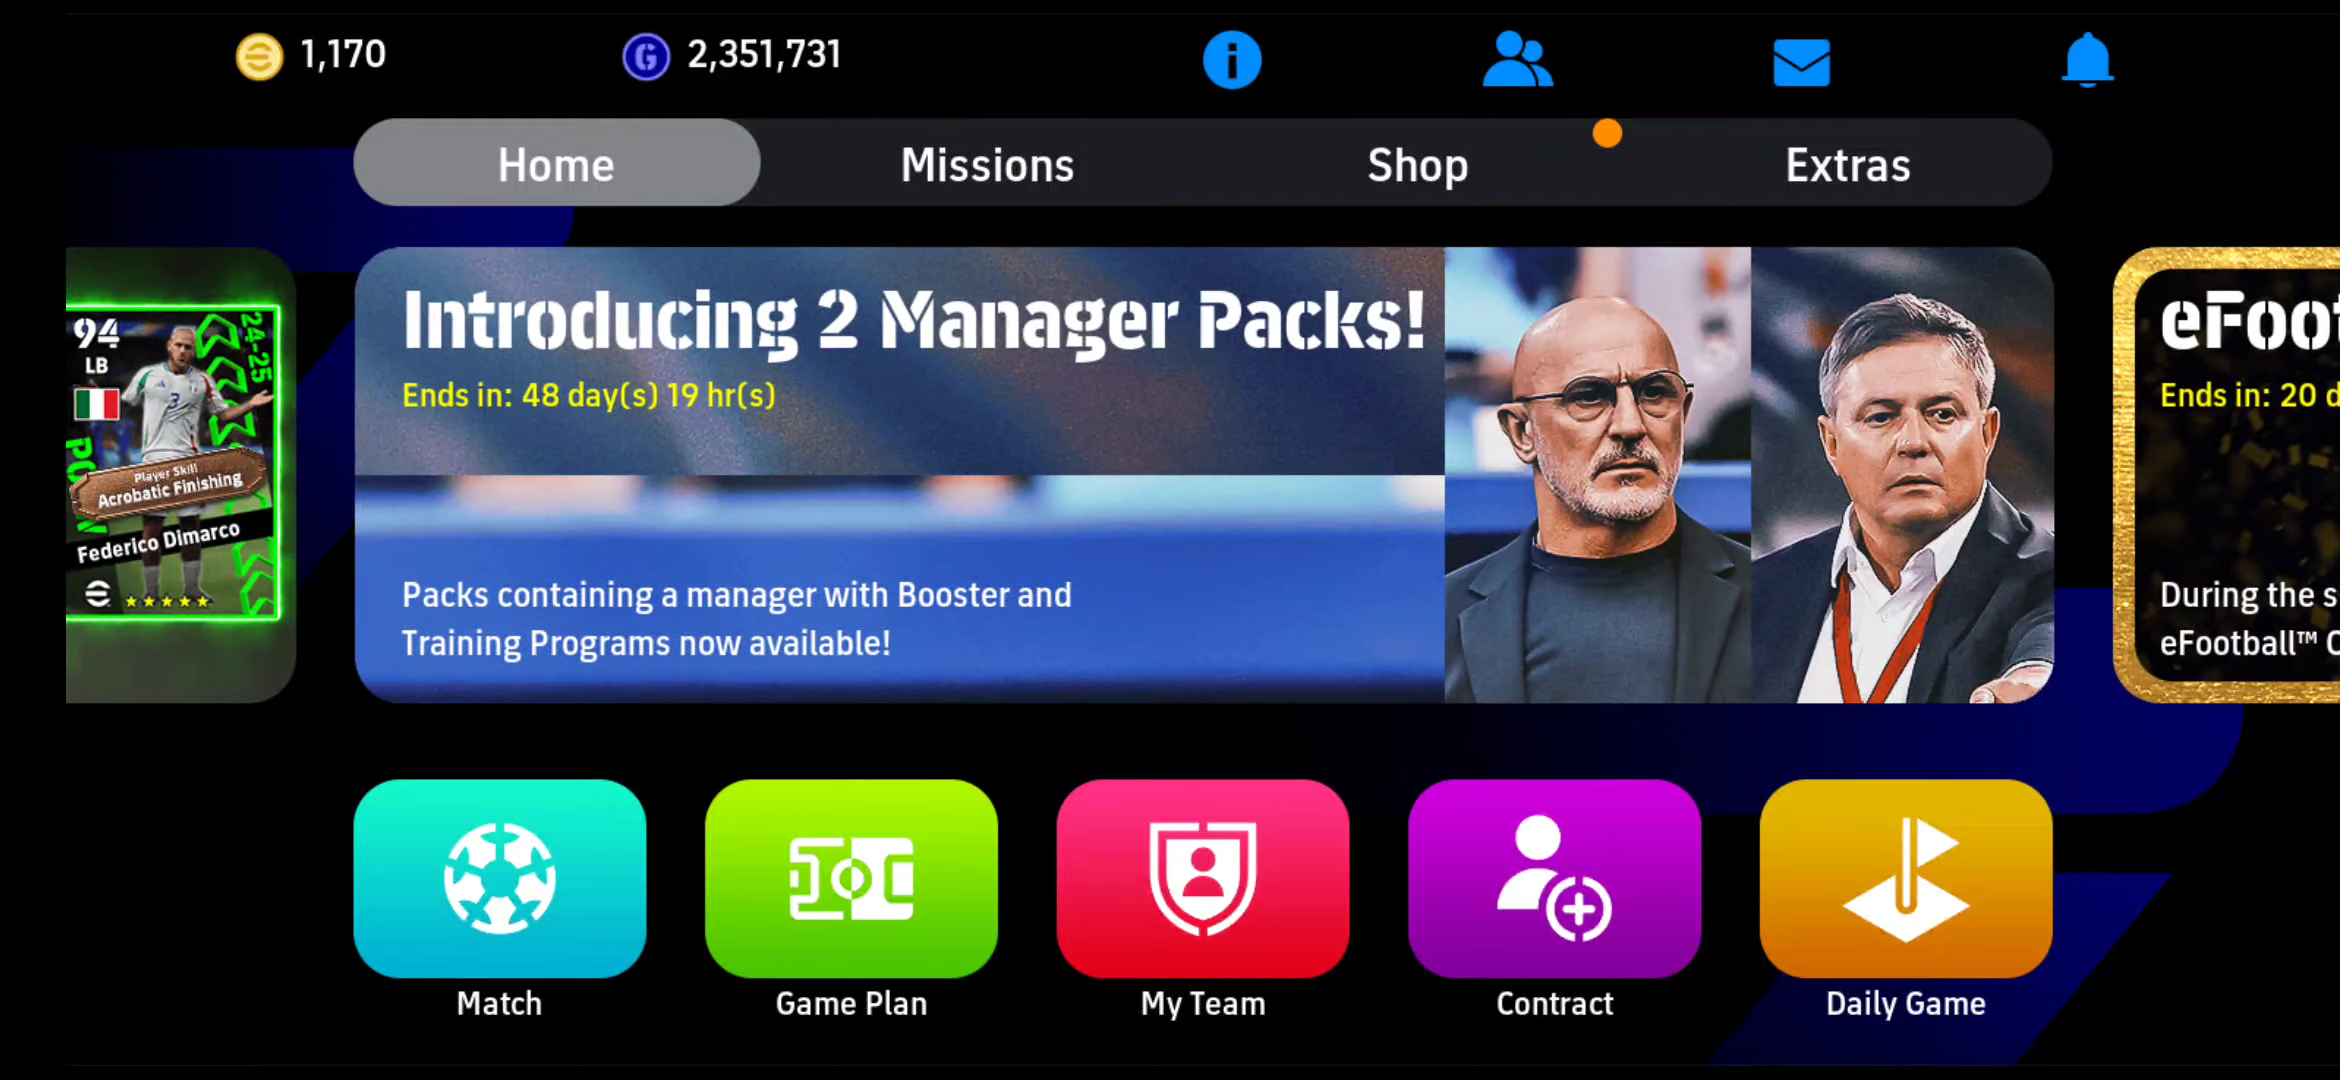 1,170
2,351,731
Home
Missions
Shop
Extras
94
LB
24-25
3
Player Skill
Acrobatic Finishing
Federico Dimarco
Introducing 2 Manager Packs!
Ends in: 48 day(s) 19 hr(s)
Packs containing a manager with Booster and
Training Programs now available!
eFoot
Ends in: 20 d
During the s
eFootball™ C
Match
Game Plan
My Team
Contract
Daily Game